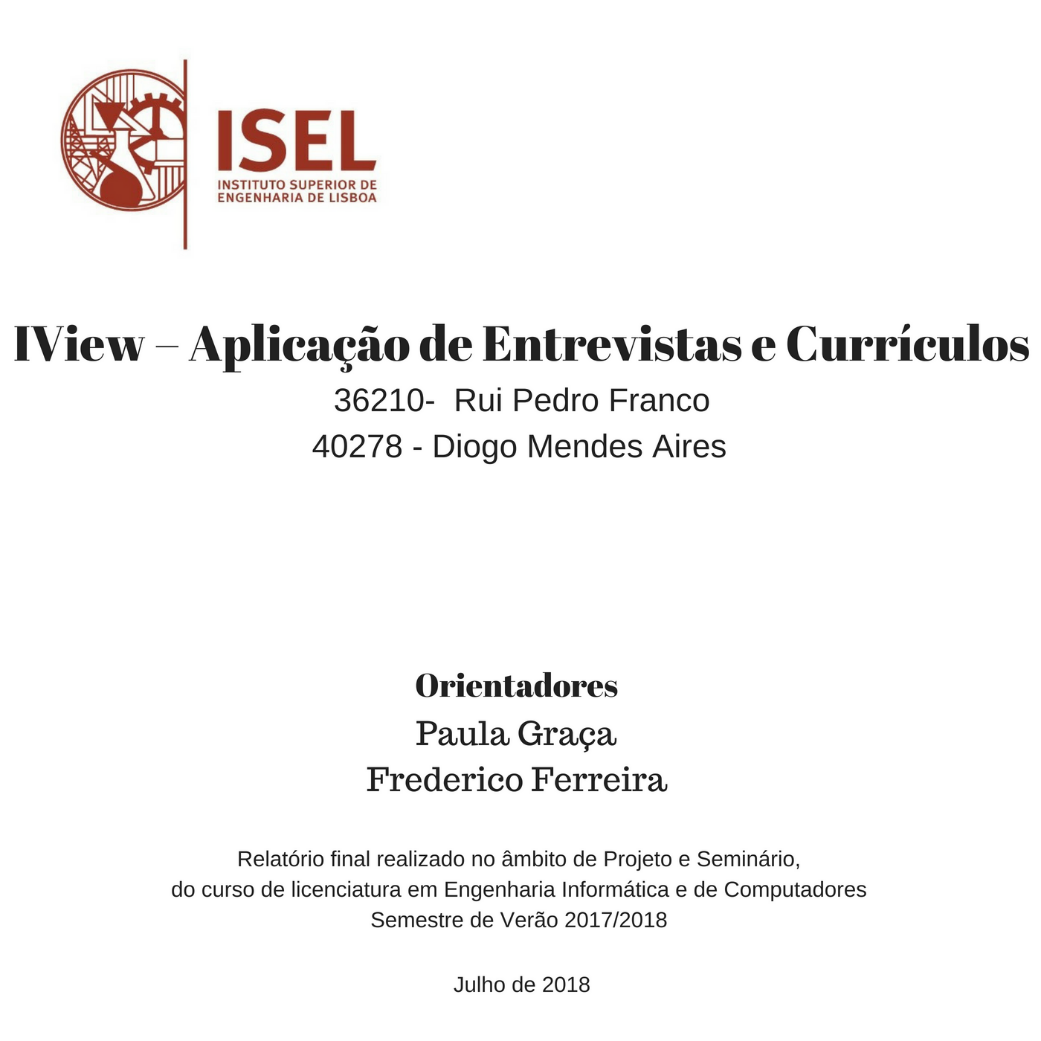 ISEL
INSTITUTO SUPERIOR DE
ENGENHARIA DE LISBOA
IView – Aplicação de Entrevistas e Currículos
36210-  Rui Pedro Franco
40278 - Diogo Mendes Aires
Orientadores
Paula Graça
Frederico Ferreira
Relatório final realizado no âmbito de Projeto e Seminário,
do curso de licenciatura em Engenharia Informática e de Computadores
Semestre de Verão 2017/2018
Julho de 2018